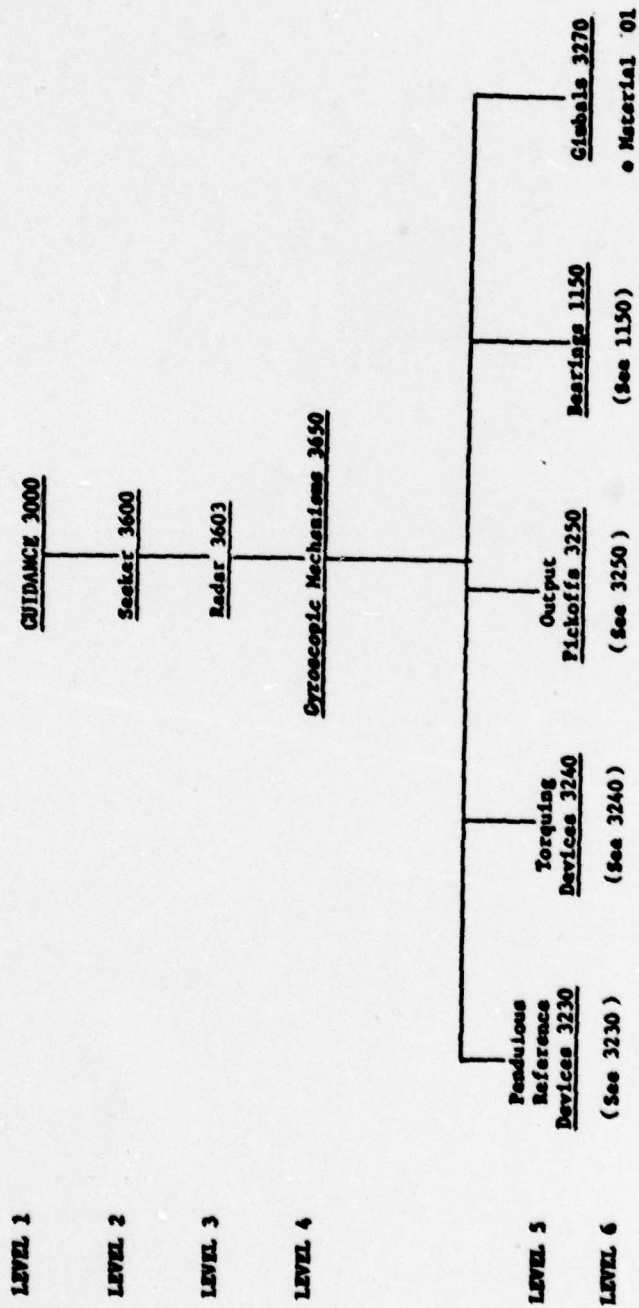 LEVEL 1
GUIDANCE 3000
LEVEL 2
Seeker 3600
LEVEL 3
Radar 3603
LEVEL 4
Gyroscopic Mechanisms 3650
LEVEL 5
Pendulous
Reference
Devices 3230
Torquing
Devices 3240
Output
Pickoffs 3250
Bearings 1150
Gimbals 3270
LEVEL 6
(See 3230)
(See 3240)
(See 3250)
(See 1150)
• Material '01